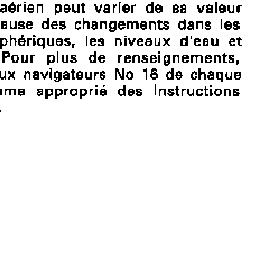 aérien peut varier de sa valeur
ause des changements dans les
phériques, les niveaux d'eau et
Pour plus de renseignements,
ux navigateurs No 16 de chaque
me approprié des Instructions